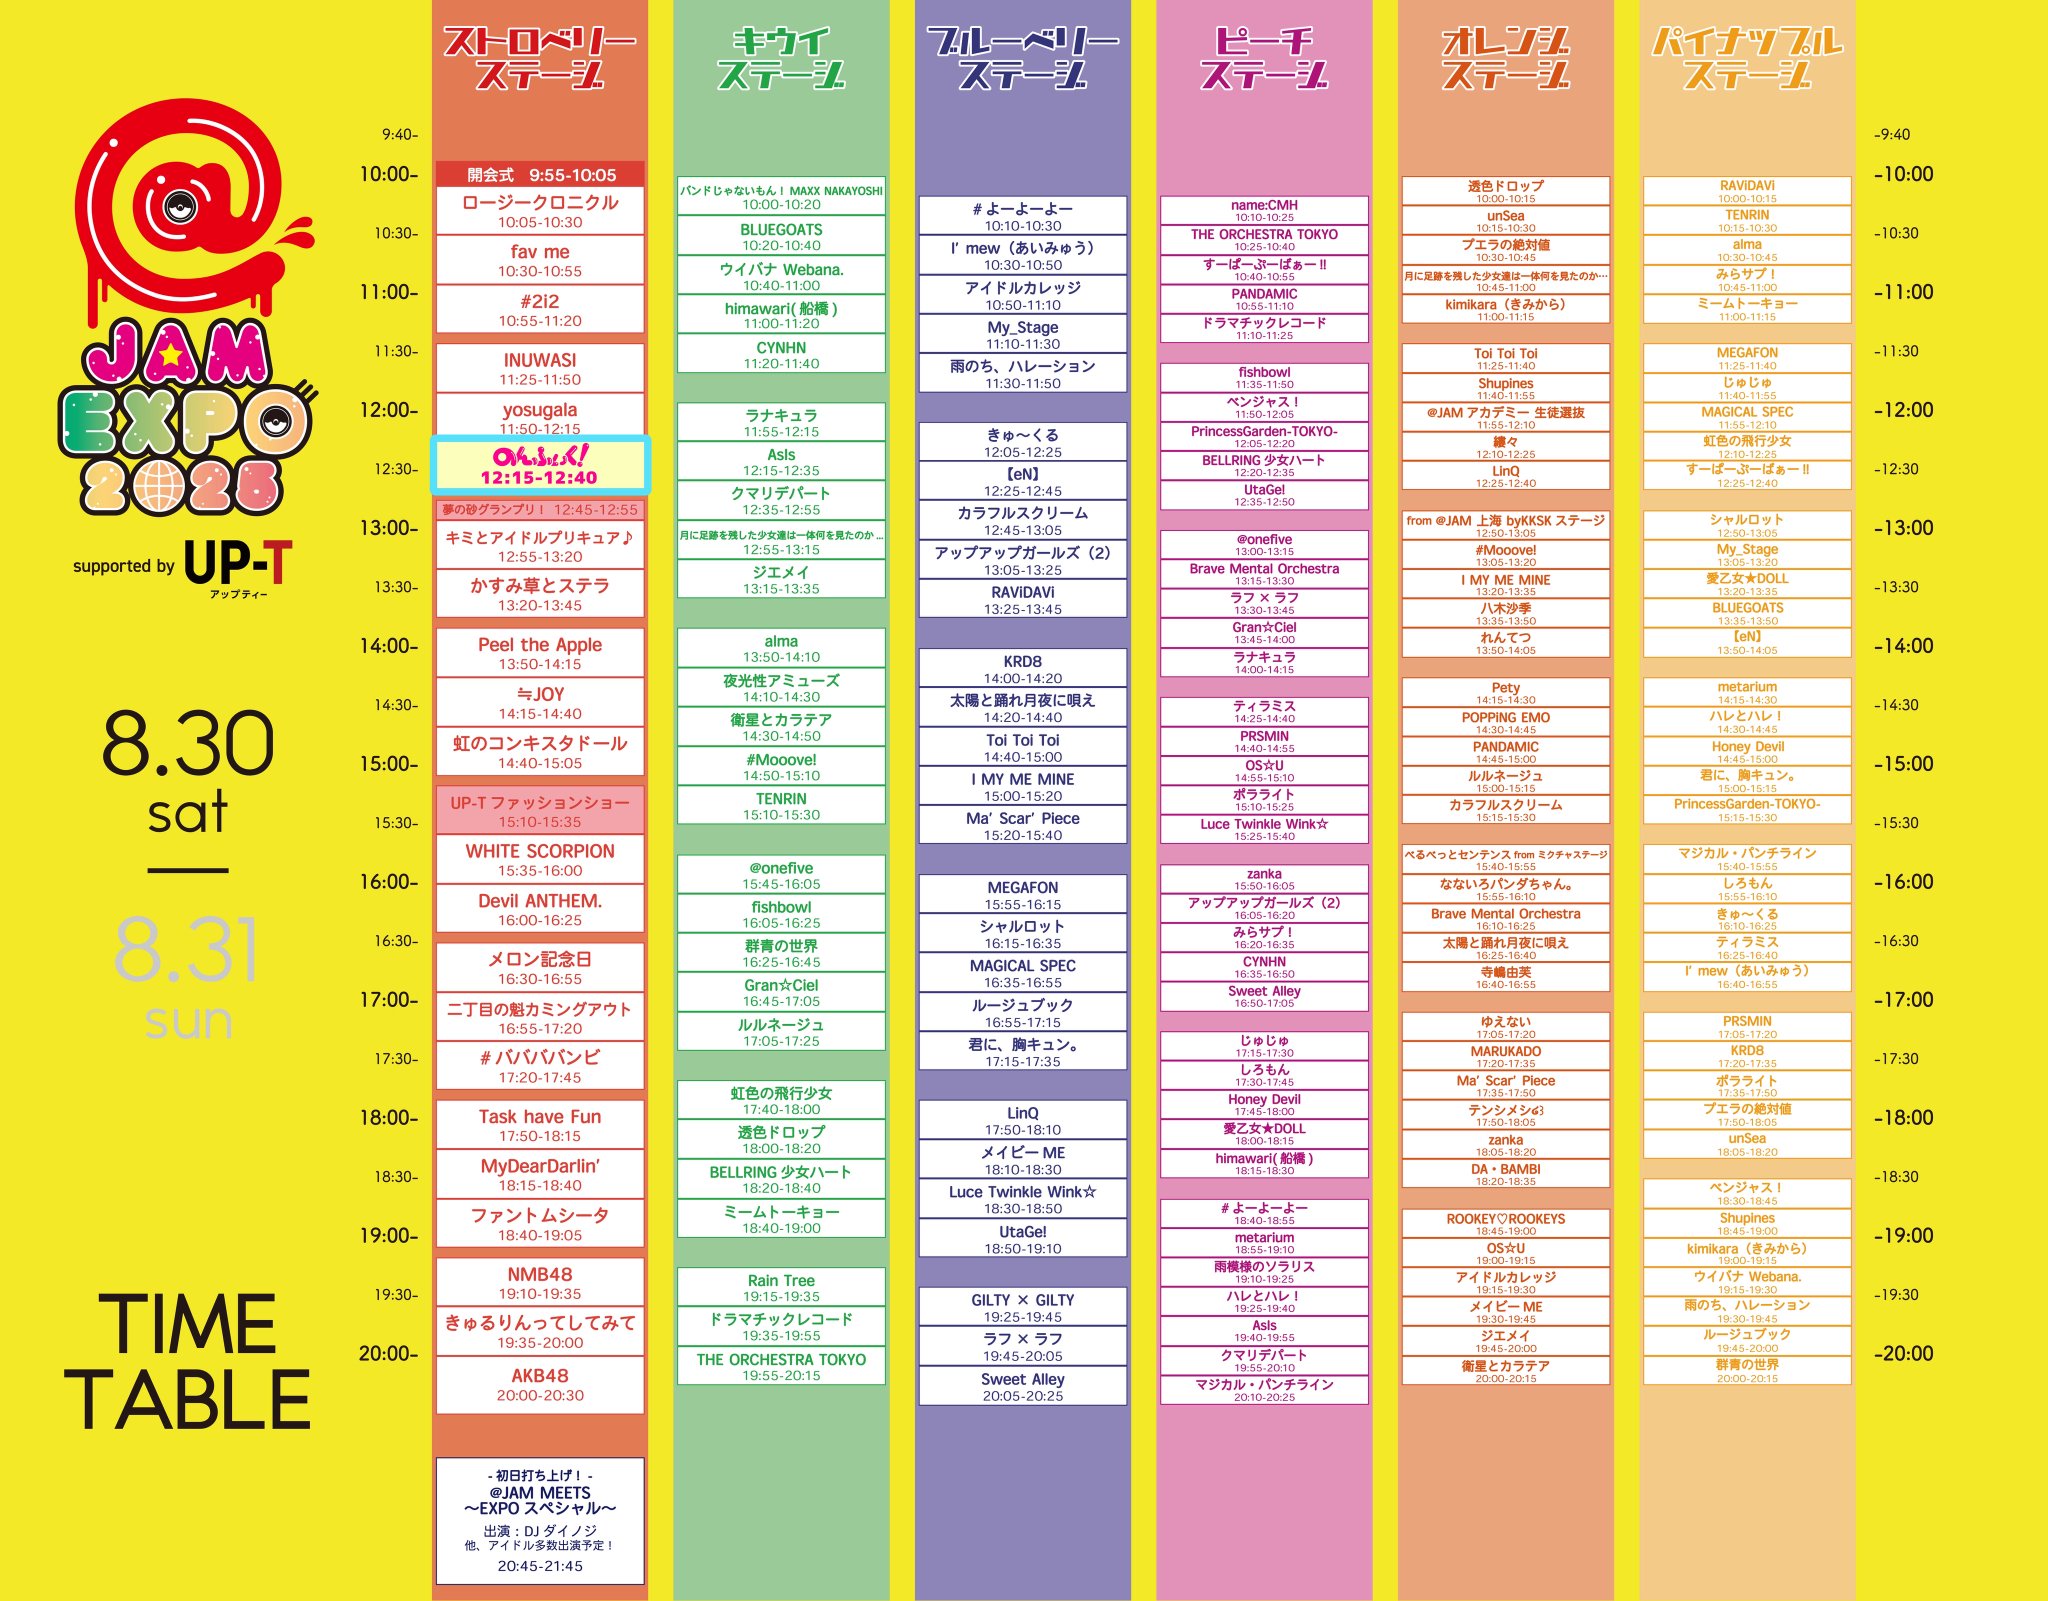 @
JAM
EXPO
2025
supported by UP-T
アップティー
8.30
sat
8.31
sun
TIME
TABLE
9:40-
10:00-
10:30-
11:00-
11:30-
12:00-
12:30-
13:00-
13:30-
14:00-
14:30-
15:00-
15:30-
16:00-
16:30-
17:00-
17:30-
18:00-
18:30-
19:00-
19:30-
20:00-
ストロベリー
ステージ
開会式 9:55-10:05
ロージークロニクル
10:05-10:30
fav me
10:30-10:55
#2i2
10:55-11:20
INUWASI
11:25-11:50
yosugala
11:50-12:15
のんふぃく!
12:15-12:40
夢の砂グランプリ! 12:45-12:55
キミとアイドルプリキュア♪
12:55-13:20
かすみ草とステラ
13:20-13:45
Peel the Apple
13:50-14:15
≒JOY
14:15-14:40
虹のコンキスタドール
14:40-15:05
UP-T ファッションショー
15:10-15:35
WHITE SCORPION
15:35-16:00
Devil ANTHEM.
16:00-16:25
メロン記念日
16:30-16:55
二丁目の魁カミングアウト
16:55-17:20
#ババババンビ
17:20-17:45
Task have Fun
17:50-18:15
MyDearDarlin'
18:15-18:40
ファントムシータ
18:40-19:05
NMB48
19:10-19:35
きゅるりんってしてみて
19:35-20:00
AKB48
20:00-20:30
- 初日打ち上げ! -
@JAM MEETS
～EXPO スペシャル～
出演:DJ ダイノジ
他、アイドル多数出演予定!
20:45-21:45
キウイ
ステージ
バンドじゃないもん! MAXX NAKAYOSHI
10:00-10:20
BLUEGOATS
10:20-10:40
ウイバナ Webana.
10:40-11:00
himawari(船橋)
11:00-11:20
CYNHN
11:20-11:40
ラナキュラ
11:55-12:15
AsIs
12:15-12:35
クマリデパート
12:35-12:55
月に足跡を残した少女達は一体何を見たのか...
12:55-13:15
ジエメイ
13:15-13:35
alma
13:50-14:10
夜光性アミューズ
14:10-14:30
衛星とカラテア
14:30-14:50
#Mooove!
14:50-15:10
TENRIN
15:10-15:30
@onefive
15:45-16:05
fishbowl
16:05-16:25
群青の世界
16:25-16:45
Gran☆Ciel
16:45-17:05
ルルネージュ
17:05-17:25
虹色の飛行少女
17:40-18:00
透色ドロップ
18:00-18:20
BELLRING 少女ハート
18:20-18:40
ミームトーキョー
18:40-19:00
Rain Tree
19:15-19:35
ドラマチックレコード
19:35-19:55
THE ORCHESTRA TOKYO
19:55-20:15
ブルーベリー
ステージ
#よーよーよー
10:10-10:30
I' mew(あいみゅう)
10:30-10:50
アイドルカレッジ
10:50-11:10
My_Stage
11:10-11:30
雨のち、ハレーション
11:30-11:50
きゅ～くる
12:05-12:25
【eN】
12:25-12:45
カラフルスクリーム
12:45-13:05
アップアップガールズ(2)
13:05-13:25
RAViDAVi
13:25-13:45
KRD8
14:00-14:20
太陽と踊れ月夜に唄え
14:20-14:40
Toi Toi Toi
14:40-15:00
I MY ME MINE
15:00-15:20
Ma' Scar' Piece
15:20-15:40
MEGAFON
15:55-16:15
シャルロット
16:15-16:35
MAGICAL SPEC
16:35-16:55
ルージュブック
16:55-17:15
君に、胸キュン。
17:15-17:35
LinQ
17:50-18:10
メイビーME
18:10-18:30
Luce Twinkle Wink☆
18:30-18:50
UtaGe!
18:50-19:10
GILTY × GILTY
19:25-19:45
ラフ × ラフ
19:45-20:05
Sweet Alley
20:05-20:25
ピーチ
ステージ
name:CMH
10:10-10:25
THE ORCHESTRA TOKYO
10:25-10:40
すーぱーぷーばぁー!!
10:40-10:55
PANDAMIC
10:55-11:10
ドラマチックレコード
11:10-11:25
fishbowl
11:35-11:50
ベンジャス!
11:50-12:05
PrincessGarden-TOKYO-
12:05-12:20
BELLRING 少女ハート
12:20-12:35
UtaGe!
12:35-12:50
@onefive
13:00-13:15
Brave Mental Orchestra
13:15-13:30
ラフ × ラフ
13:30-13:45
Gran☆Ciel
13:45-14:00
ラナキュラ
14:00-14:15
ティラミス
14:25-14:40
PRSMIN
14:40-14:55
OS☆U
14:55-15:10
ポラライト
15:10-15:25
Luce Twinkle Wink☆
15:25-15:40
zanka
15:50-16:05
アップアップガールズ(2)
16:05-16:20
みらサプ!
16:20-16:35
CYNHN
16:35-16:50
Sweet Alley
16:50-17:05
じゅじゅ
17:15-17:30
しろもん
17:30-17:45
Honey Devil
17:45-18:00
愛乙女★DOLL
18:00-18:15
himawari(船橋)
18:15-18:30
#よーよーよー
18:40-18:55
metarium
18:55-19:10
雨模様のソラリス
19:10-19:25
ハレとハレ!
19:25-19:40
AsIs
19:40-19:55
クマリデパート
19:55-20:10
マジカル・パンチライン
20:10-20:25
オレンジ
ステージ
透色ドロップ
10:00-10:15
unSea
10:15-10:30
プエラの絶対値
10:30-10:45
月に足跡を残した少女達は一体何を見たのか…
10:45-11:00
kimikara(きみから)
11:00-11:15
Toi Toi Toi
11:25-11:40
Shupines
11:40-11:55
@JAM アカデミー 生徒選抜
11:55-12:10
縷々
12:10-12:25
LinQ
12:25-12:40
from @JAM 上海 byKKSK ステージ
12:50-13:05
#Mooove!
13:05-13:20
I MY ME MINE
13:20-13:35
八木沙季
13:35-13:50
れんてつ
13:50-14:05
Pety
14:15-14:30
POPPiNG EMO
14:30-14:45
PANDAMIC
14:45-15:00
ルルネージュ
15:00-15:15
カラフルスクリーム
15:15-15:30
べるべっとセンテンス from ミクチャステージ
15:40-15:55
なないろパンダちゃん。
15:55-16:10
Brave Mental Orchestra
16:10-16:25
太陽と踊れ月夜に唄え
16:25-16:40
寺嶋由芙
16:40-16:55
ゆえない
17:05-17:20
MARUKADO
17:20-17:35
Ma' Scar' Piece
17:35-17:50
テンシメシ໒꒱
17:50-18:05
zanka
18:05-18:20
DA・BAMBI
18:20-18:35
ROOKEY♡ROOKEYS
18:45-19:00
OS☆U
19:00-19:15
アイドルカレッジ
19:15-19:30
メイビーME
19:30-19:45
ジエメイ
19:45-20:00
衛星とカラテア
20:00-20:15
パイナップル
ステージ
RAViDAVi
10:00-10:15
TENRIN
10:15-10:30
alma
10:30-10:45
みらサプ!
10:45-11:00
ミームトーキョー
11:00-11:15
MEGAFON
11:25-11:40
じゅじゅ
11:40-11:55
MAGICAL SPEC
11:55-12:10
虹色の飛行少女
12:10-12:25
すーぱーぷーばぁー!!
12:25-12:40
シャルロット
12:50-13:05
My_Stage
13:05-13:20
愛乙女★DOLL
13:20-13:35
BLUEGOATS
13:35-13:50
【eN】
13:50-14:05
metarium
14:15-14:30
ハレとハレ!
14:30-14:45
Honey Devil
14:45-15:00
君に、胸キュン。
15:00-15:15
PrincessGarden-TOKYO-
15:15-15:30
マジカル・パンチライン
15:40-15:55
しろもん
15:55-16:10
きゅ～くる
16:10-16:25
ティラミス
16:25-16:40
I' mew(あいみゅう)
16:40-16:55
PRSMIN
17:05-17:20
KRD8
17:20-17:35
ポラライト
17:35-17:50
プエラの絶対値
17:50-18:05
unSea
18:05-18:20
ベンジャス!
18:30-18:45
Shupines
18:45-19:00
kimikara(きみから)
19:00-19:15
ウイバナ Webana.
19:15-19:30
雨のち、ハレーション
19:30-19:45
ルージュブック
19:45-20:00
群青の世界
20:00-20:15
-9:40
-10:00
-10:30
-11:00
-11:30
-12:00
-12:30
-13:00
-13:30
-14:00
-14:30
-15:00
-15:30
-16:00
-16:30
-17:00
-17:30
-18:00
-18:30
-19:00
-19:30
-20:00